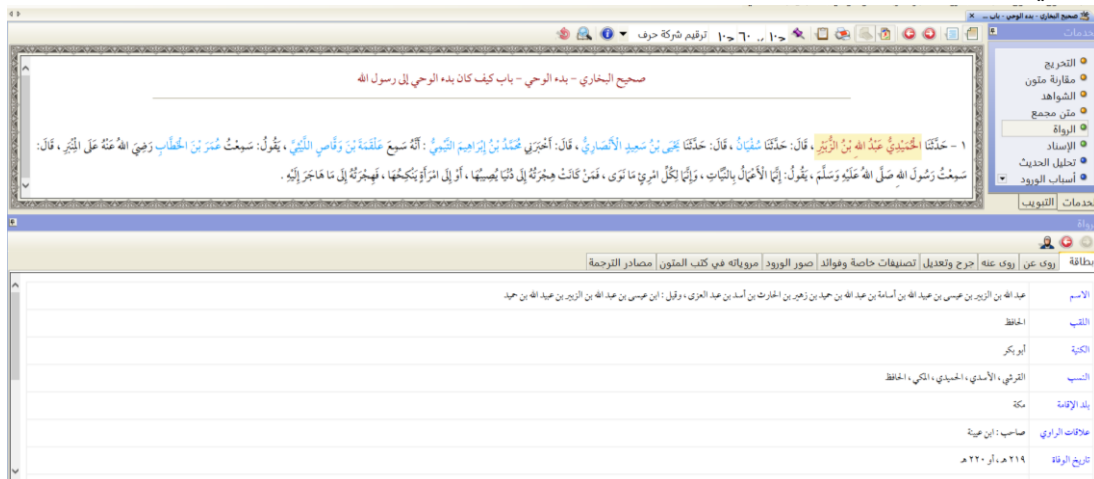 صحيح البخاري - بدء الوحي - باب ...
خدمات
ترقيم شركة حرف
التخريج
مقارنة متون
الشواهد
متن مجمع
الرواة
الإسناد
تحليل الحديث
أسباب الورود
خدمات التبويب
صحيح البخاري – بدء الوحي – باب كيف كان بدء الوحي إلى رسول الله
١ – حَدَّثَنَا الْحُمَيْدِيُّ عَبْدُ اللهِ بْنُ الزُّبَيْرِ ، قَالَ: حَدَّثَنَا سُفْيَانُ ، قَالَ: حَدَّثَنَا يَحْيَى بْنُ سَعِيدٍ الْأَنْصَارِيُّ ، قَالَ: أَخْبَرَنِي مُحَمَّدُ بْنُ إِبْرَاهِيمَ التَّيْمِيُّ : أَنَّهُ سَمِعَ عَلْقَمَةَ بْنَ وَقَّاصٍ اللَّيْثِيَّ ، يَقُولُ: سَمِعْتُ عُمَرَ بْنَ الْخَطَّابِ رَضِيَ اللهُ عَنْهُ عَلَى الْمِنْبَرِ ، قَالَ:
سَمِعْتُ رَسُولَ اللهِ صَلَّى اللهُ عَلَيْهِ وَسَلَّمَ ، يَقُولُ: إِنَّمَا الْأَعْمَالُ بِالنِّيَّاتِ ، وَإِنَّمَا لِكُلِّ امْرِئٍ مَا نَوَى ، فَمَنْ كَانَتْ هِجْرَتُهُ إِلَى دُنْيَا يُصِيبُهَا ، أَوْ إِلَى امْرَأَةٍ يَنْكِحُهَا ، فَهِجْرَتُهُ إِلَى مَا هَاجَرَ إِلَيْهِ .
رواة
بطاقة روى عن روى عنه جرح وتعديل تصنيفات خاصة وفوائد صور الورود مروياته في كتب المتون مصادر الترجمة
الاسم عبد الله بن الزبير بن عيسى بن عبيد الله بن أسامة بن عبد الله بن حميد بن زهير بن الحارث بن أسد بن عبد العزى ، وقيل : ابن عيسى بن عبد الله بن الزبير بن عبيد الله بن حميد
اللقب الحافظ
الكنية أبو بكر
النسب القرشي ، الأسدي ، الحميدي ، المكي ، الحافظ
بلد الإقامة مكة
علاقات الراوي صاحب : ابن عيينة
تاريخ الوفاة ٢١٩ هـ ، أو ٢٢٠ هـ